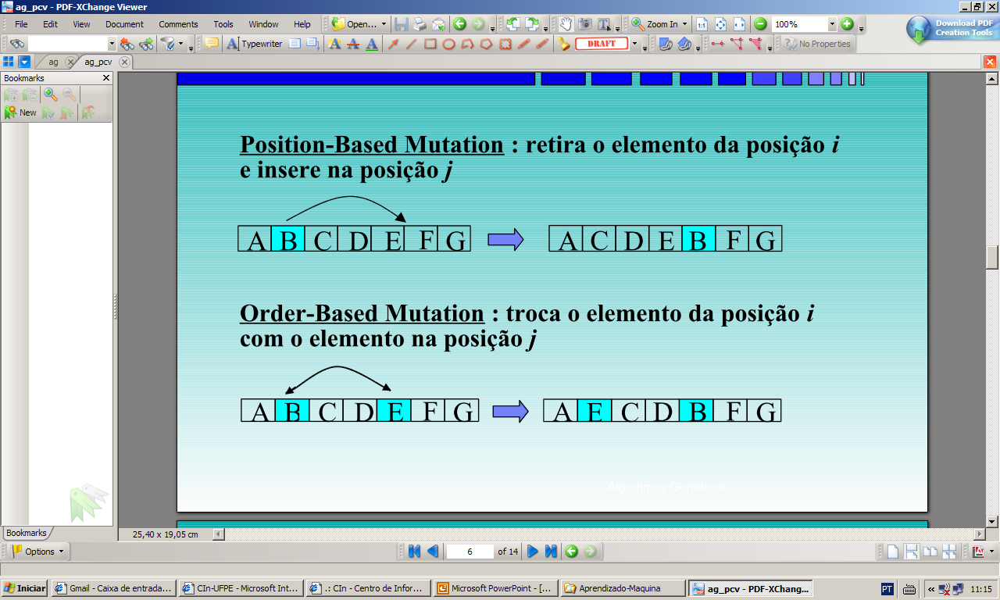 ag_pcv - PDF-XChange Viewer
File Edit View Document Comments Tools Window Help Open... Zoom In 100% Download PDF Creation Tools
Typewriter DRAFT No Properties
ag ag_pcv
Bookmarks
New
Position-Based Mutation : retira o elemento da posição i
e insere na posição j
A B C D E F G A C D E B F G
Order-Based Mutation : troca o elemento da posição i
com o elemento na posição j
A B C D E F G A E C D B F G
Algoritmos Genéticos
Bookmarks
25,40 x 19,05 cm
Options 6 of 14
Iniciar Gmail - Caixa de entrada... CIn-UFPE - Microsoft Int... .: CIn - Centro de Infor... Microsoft PowerPoint - [... Aprendizado-Maquina ag_pcv - PDF-XChang... PT « 11:15